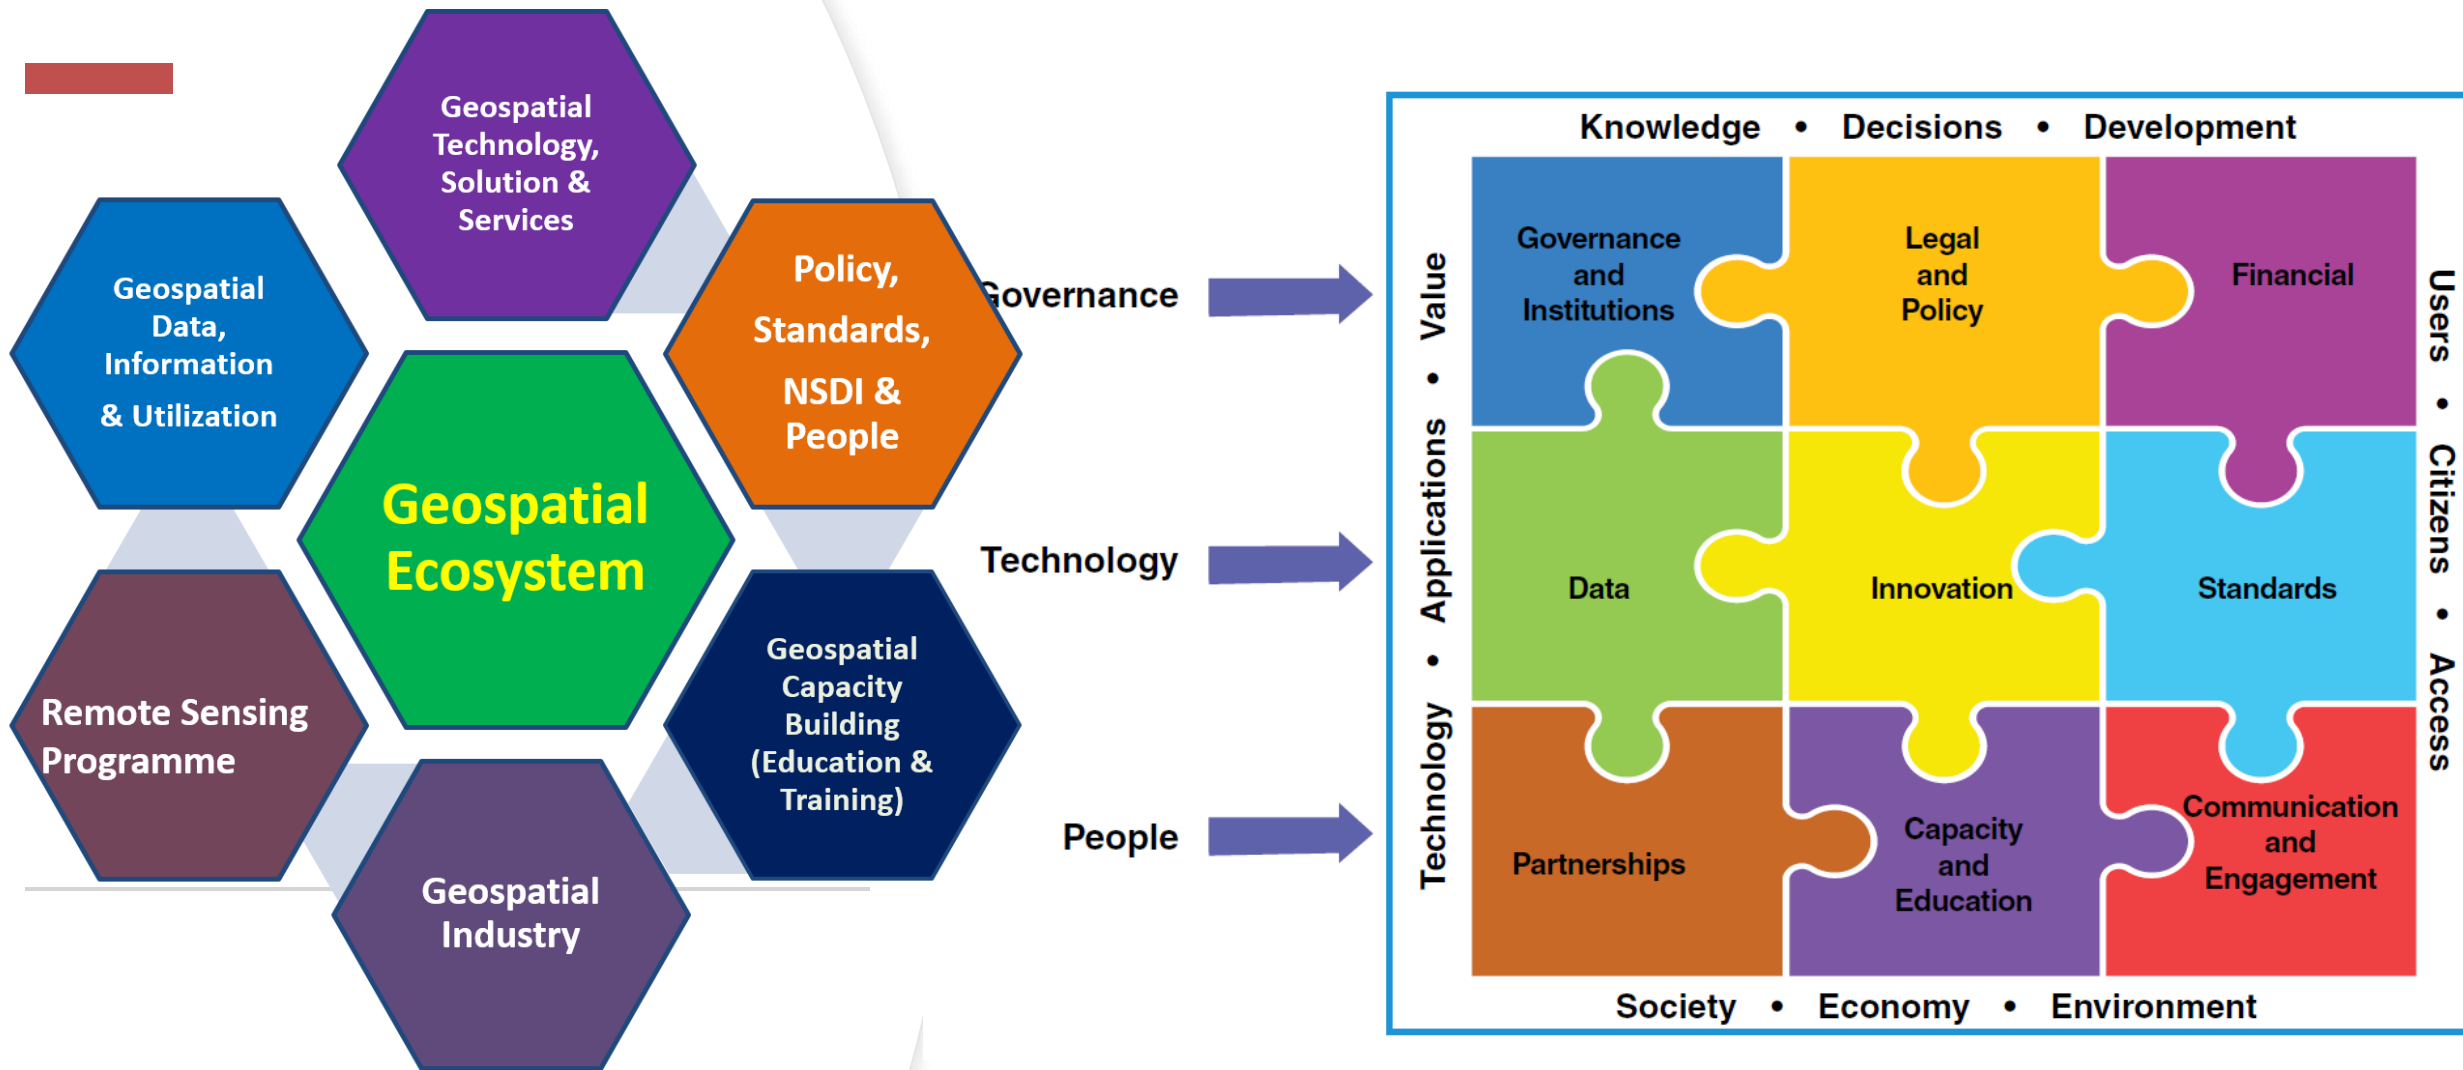 Geospatial
Technology,
Solution &
Services
Geospatial
Data,
Information
& Utilization
Policy,
Standards,
NSDI &
People
Geospatial
Ecosystem
Remote Sensing
Programme
Geospatial
Capacity
Building
(Education &
Training)
Geospatial
Industry
Governance
Technology
People
Knowledge • Decisions • Development
Technology • Applications • Value
Governance
and
Institutions
Legal
and
Policy
Financial
Data
Innovation
Standards
Partnerships
Capacity
and
Education
Communication
and
Engagement
Users • Citizens • Access
Society • Economy • Environment